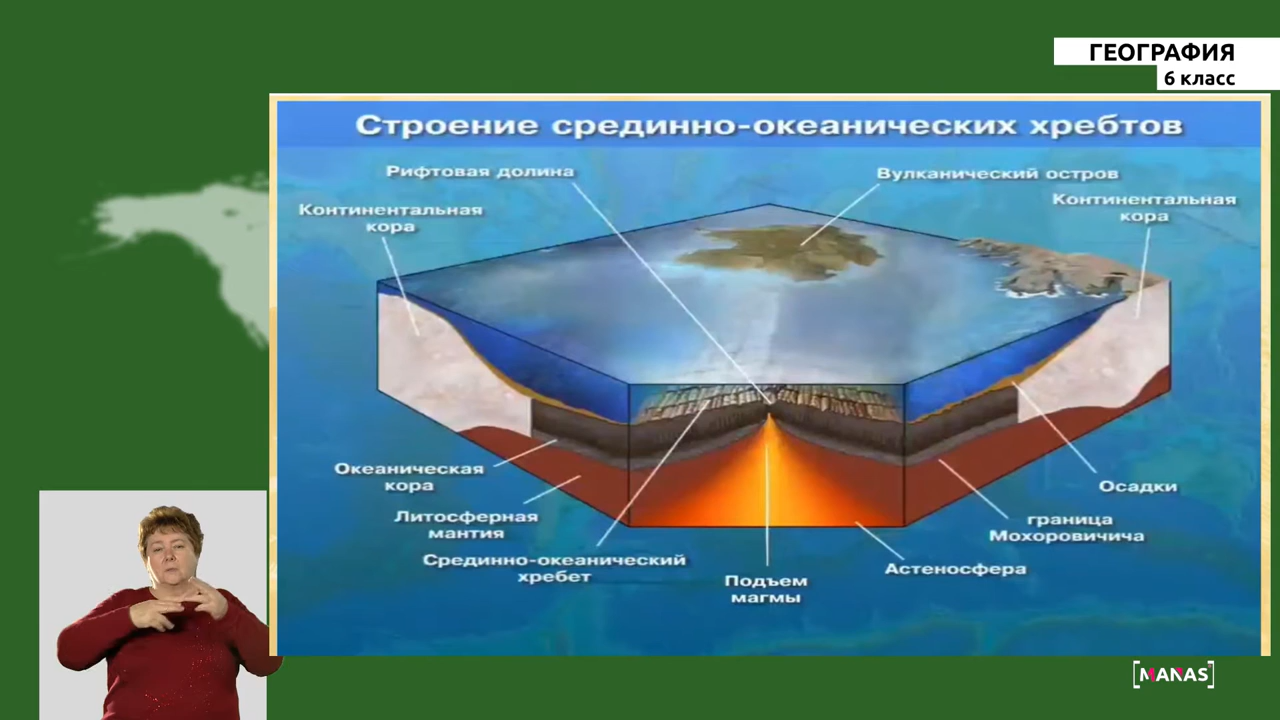 ГЕОГРАФИЯ
6 класс
Строение срединно-океанических хребтов
Рифтовая долина
Вулканический остров
Континентальная
кора
Континентальная
кора
Океаническая
кора
Осадки
Литосферная
мантия
граница
Мохоровичича
Срединно-океанический
хребет
Астеносфера
Подъем
магмы
[MANAS]